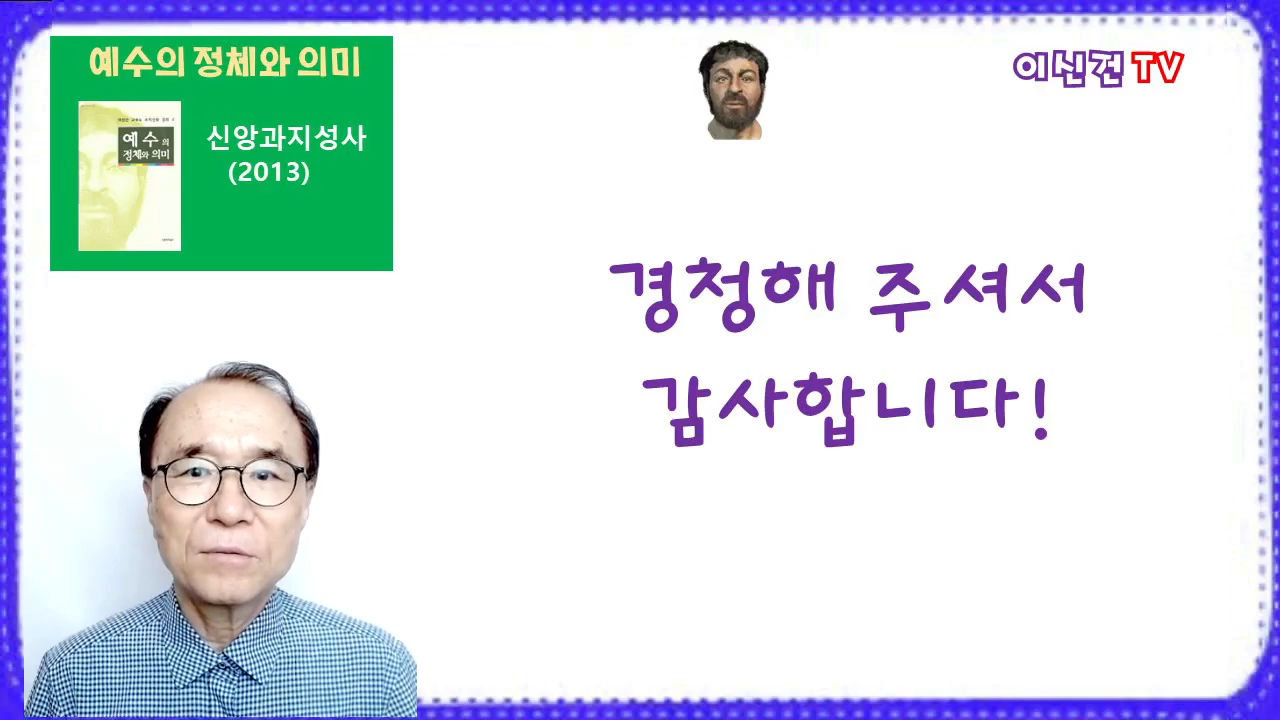 예수의 정체와 의미
예수의
정체와 의미
신앙과지성사
(2013)
이신건 TV
경청해 주셔서
감사합니다!